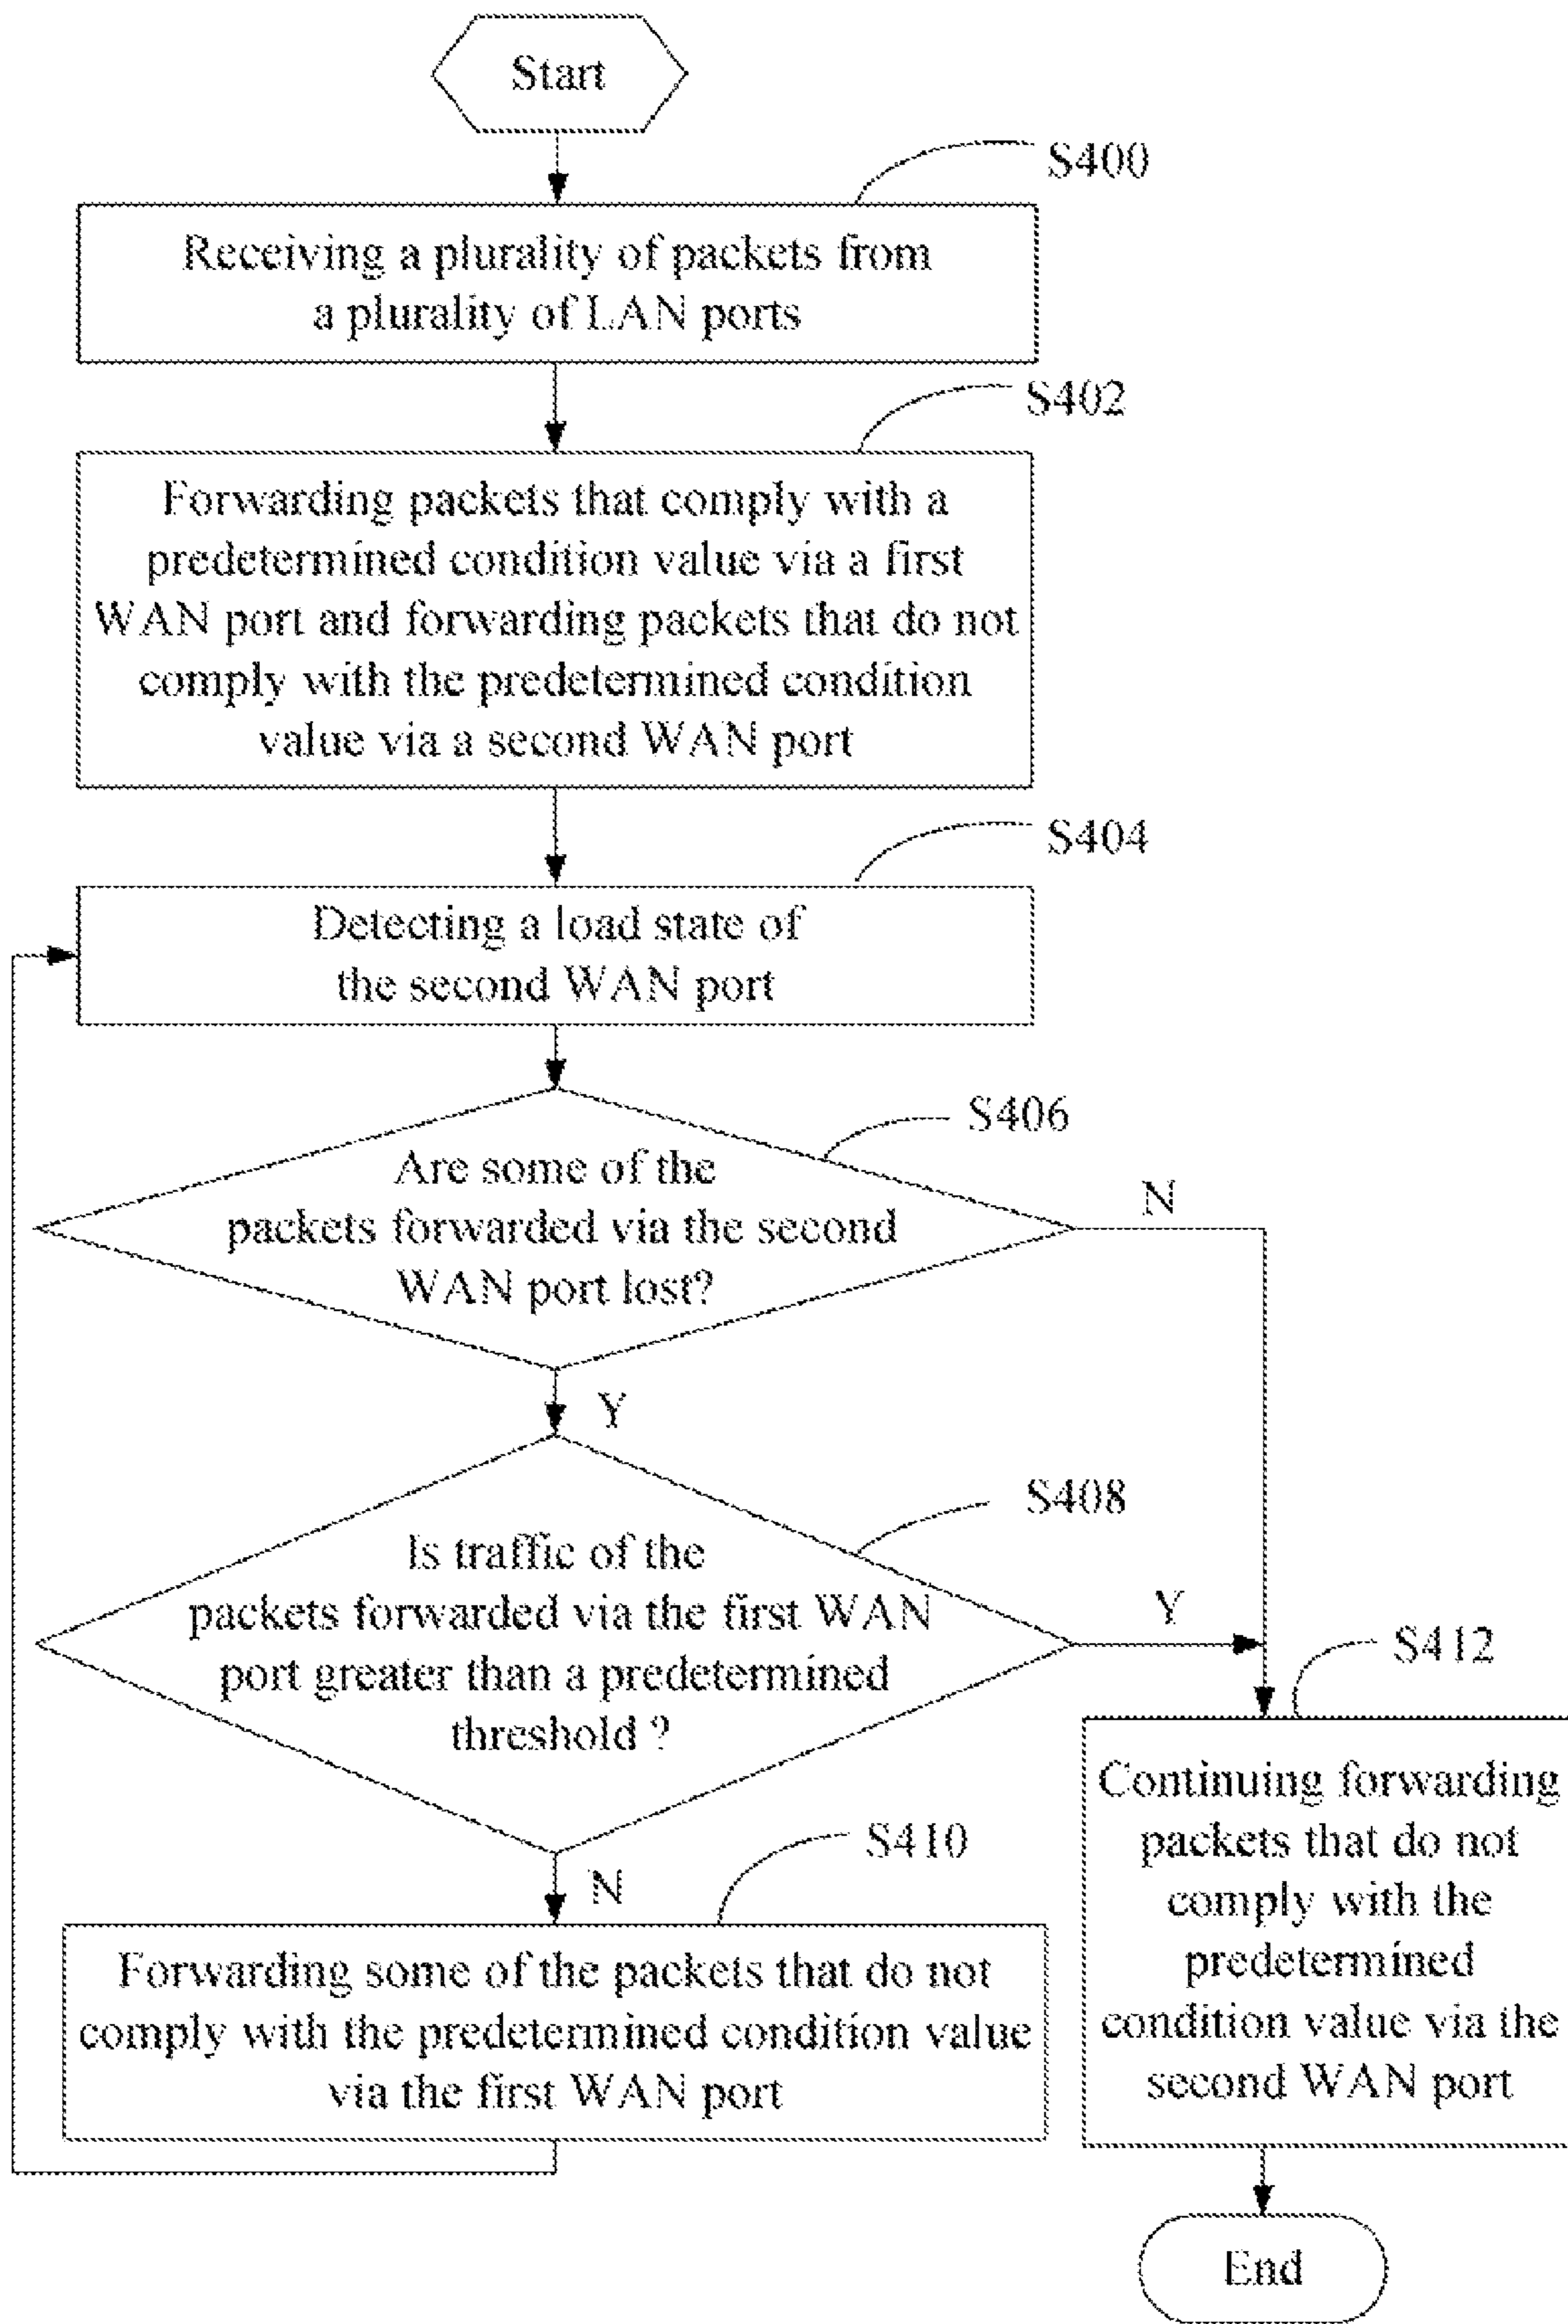 Start
S400
Receiving a plurality of packets from
a plurality of LAN ports
S402
Forwarding packets that comply with a
predetermined condition value via a first
WAN port and forwarding packets that do not
comply with the predetermined condition
value via a second WAN port
S404
Detecting a load state of
the second WAN port
S406
Are some of the
packets forwarded via the second
WAN port lost?
N
Y
S408
Is traffic of the
packets forwarded via the first WAN
port greater than a predetermined
threshold ?
Y
N
S410
Forwarding some of the packets that do not
comply with the predetermined condition value
via the first WAN port
S412
Continuing forwarding
packets that do not
comply with the
predetermined
condition value via the
second WAN port
End